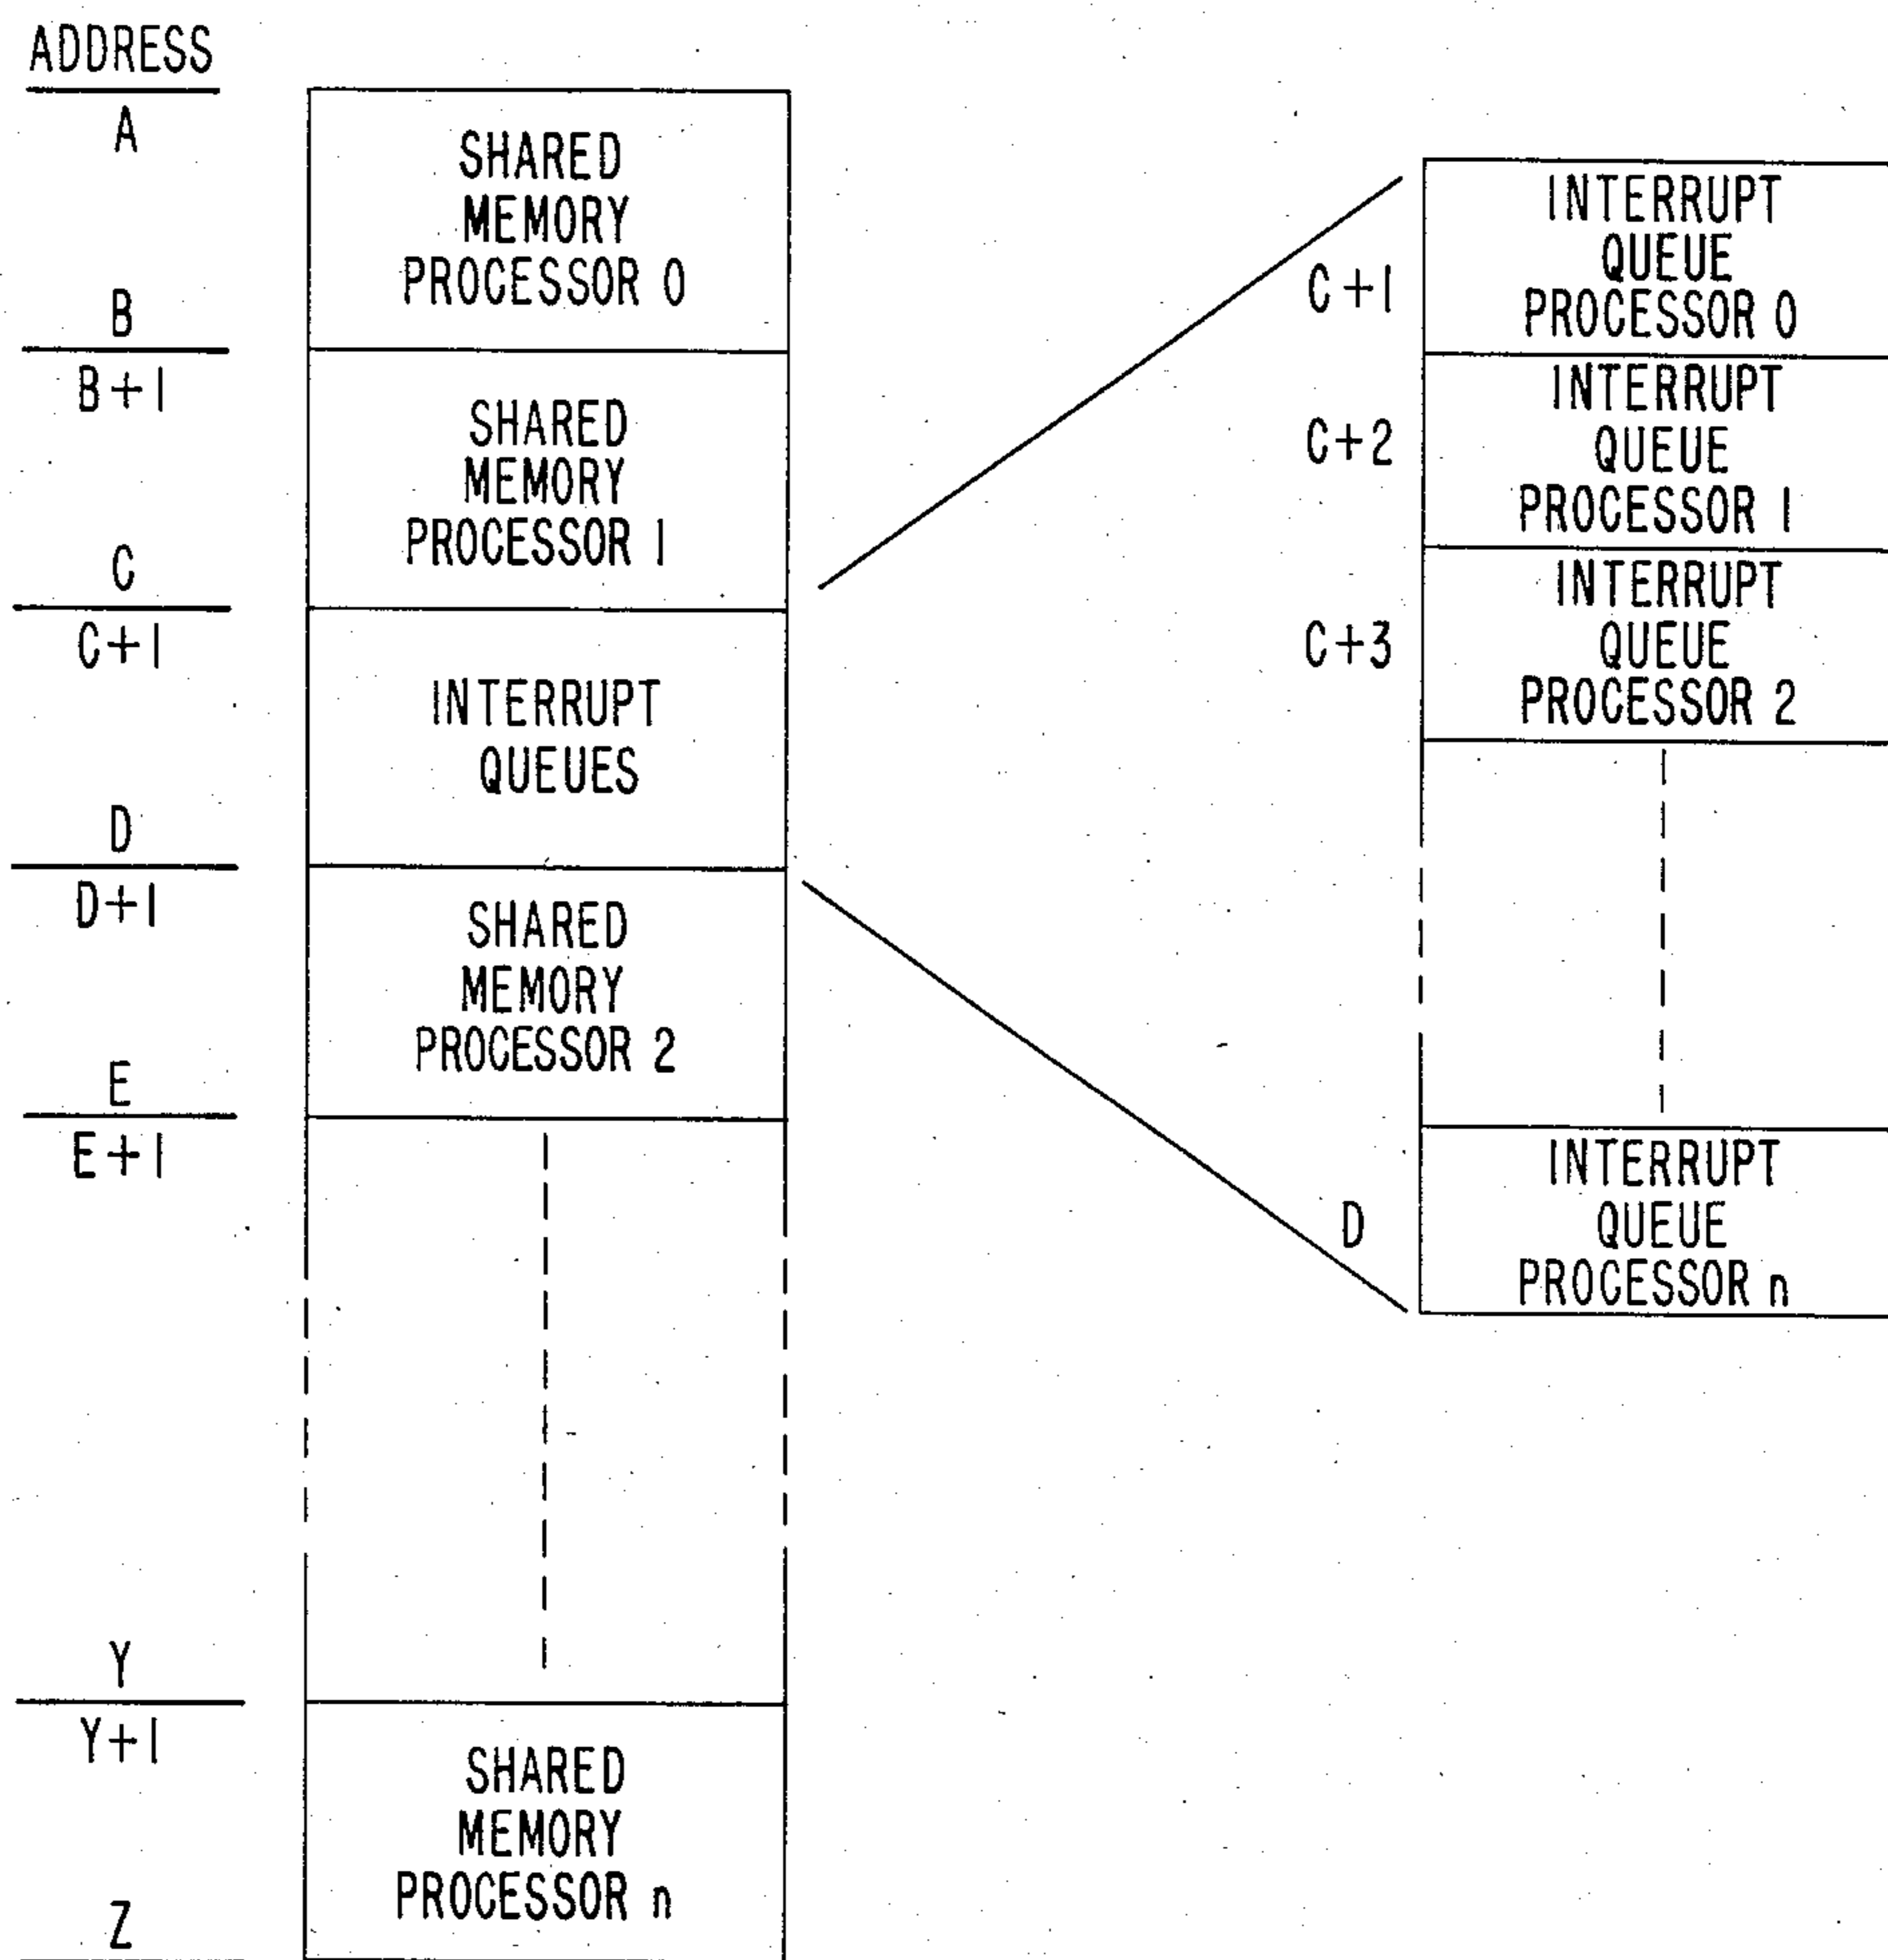 ADDRESS
A
SHARED
MEMORY
PROCESSOR 0
B
B+1
SHARED
MEMORY
PROCESSOR 1
C
C+1
INTERRUPT
QUEUES
D
D+1
SHARED
MEMORY
PROCESSOR 2
E
E+1
Y
Y+1
SHARED
MEMORY
PROCESSOR n
Z
C+1
INTERRUPT
QUEUE
PROCESSOR 0
C+2
INTERRUPT
QUEUE
PROCESSOR 1
C+3
INTERRUPT
QUEUE
PROCESSOR 2
D
INTERRUPT
QUEUE
PROCESSOR n